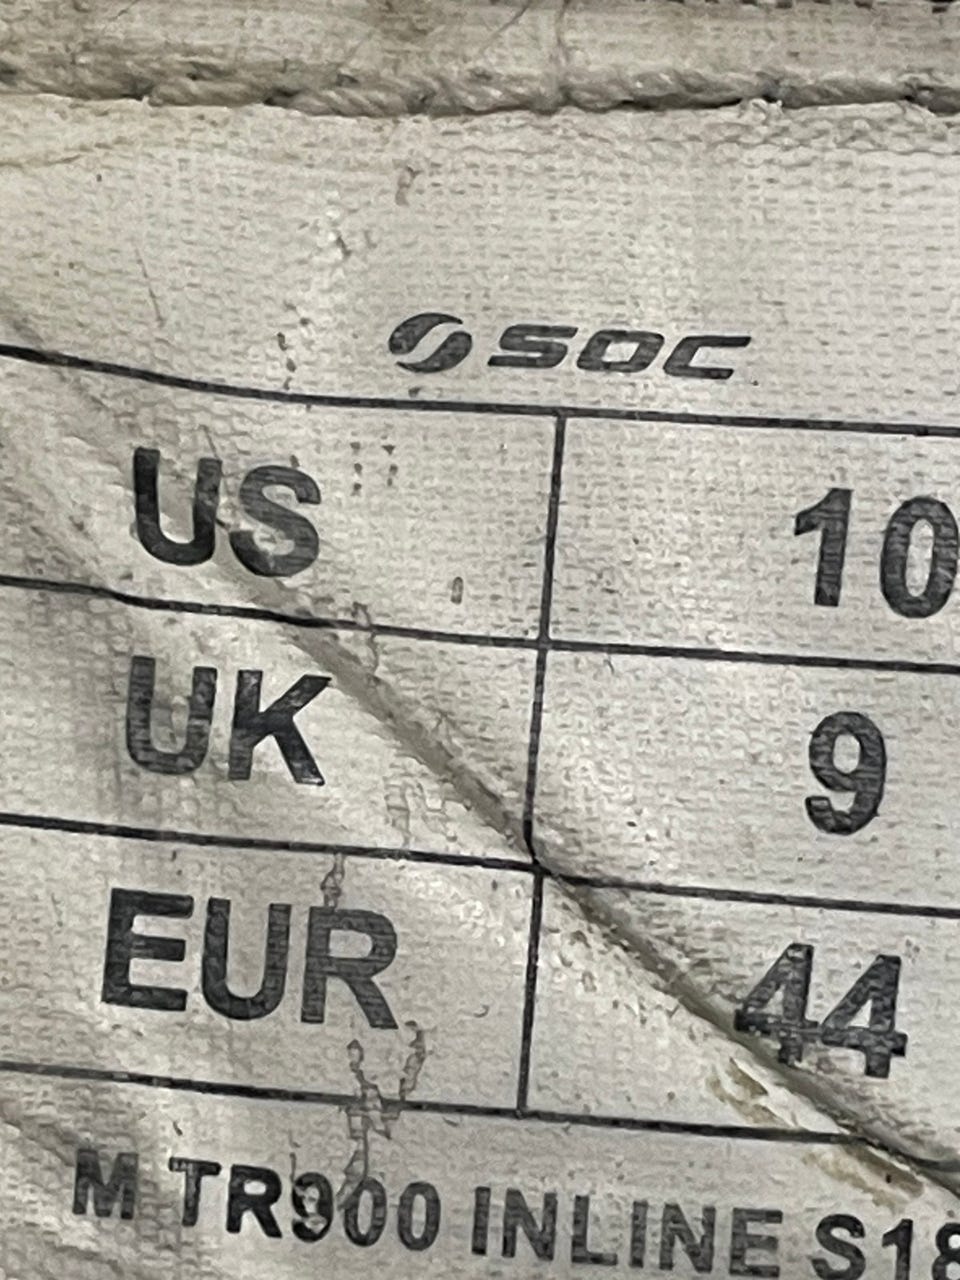 SOC
US 10
UK 9
EUR 44
M TR900 INLINE S18